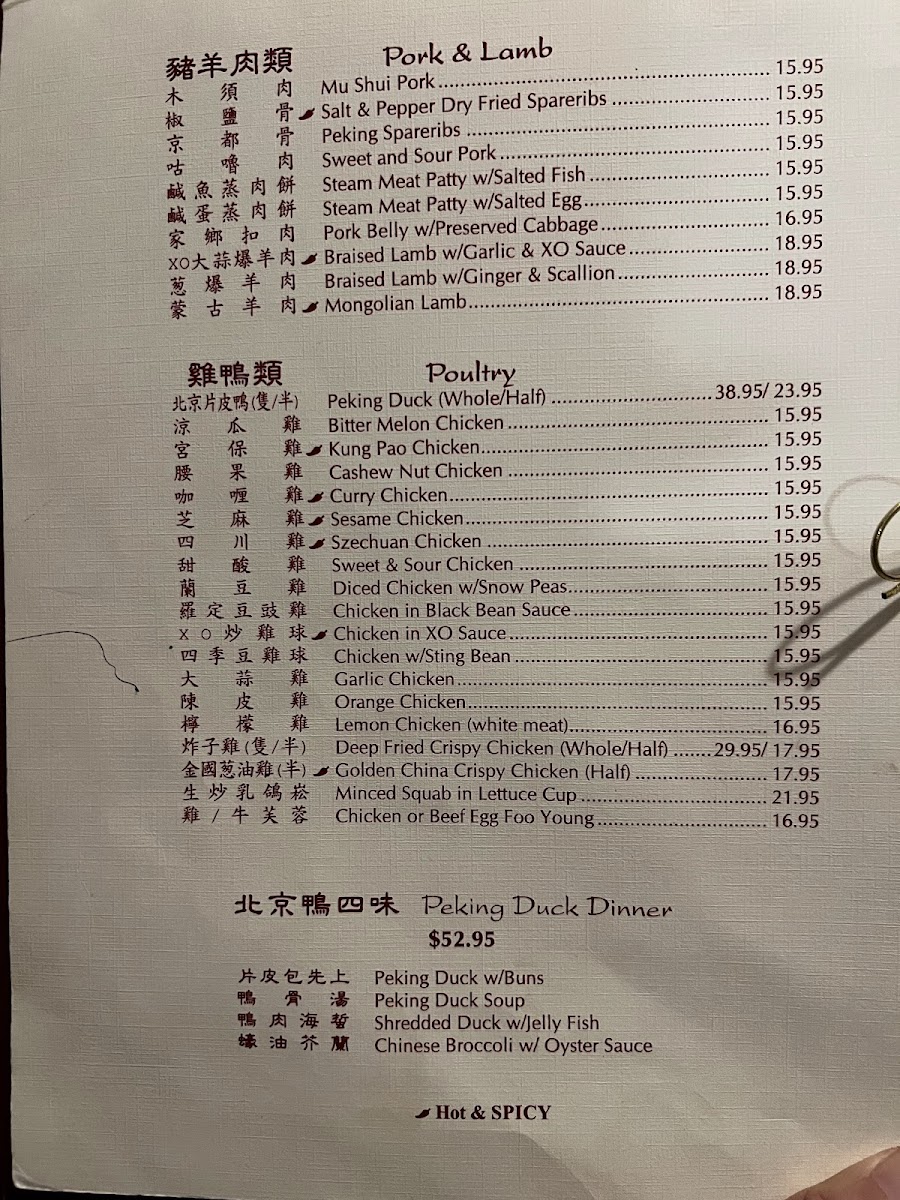 豬羊肉類 Pork & Lamb
木須肉 Mu Shui Pork 15.95
椒鹽骨 Salt & Pepper Dry Fried Spareribs 15.95
京都骨 Peking Spareribs 15.95
咕嚕肉 Sweet and Sour Pork 15.95
鹹魚蒸肉餅 Steam Meat Patty w/Salted Fish 15.95
鹹蛋蒸肉餅 Steam Meat Patty w/Salted Egg 15.95
家鄉扣肉 Pork Belly w/Preserved Cabbage 16.95
XO大蒜爆羊肉 Braised Lamb w/Garlic & XO Sauce 18.95
葱爆羊肉 Braised Lamb w/Ginger & Scallion 18.95
蒙古羊肉 Mongolian Lamb 18.95
雞鴨類 Poultry
北京片皮鴨(隻/半) Peking Duck (Whole/Half) 38.95/ 23.95
涼瓜雞 Bitter Melon Chicken 15.95
宮保雞 Kung Pao Chicken 15.95
腰果雞 Cashew Nut Chicken 15.95
咖喱雞 Curry Chicken 15.95
芝麻雞 Sesame Chicken 15.95
四川雞 Szechuan Chicken 15.95
甜酸雞 Sweet & Sour Chicken 15.95
蘭豆雞 Diced Chicken w/Snow Peas 15.95
羅定豆豉雞 Chicken in Black Bean Sauce 15.95
XO炒雞球 Chicken in XO Sauce 15.95
四季豆雞球 Chicken w/Sting Bean 15.95
大蒜雞 Garlic Chicken 15.95
陳皮雞 Orange Chicken 15.95
檸檬雞 Lemon Chicken (white meat) 16.95
炸子雞(隻/半) Deep Fried Crispy Chicken (Whole/Half) 29.95/ 17.95
金國葱油雞(半) Golden China Crispy Chicken (Half) 17.95
生炒乳鴿崧 Minced Squab in Lettuce Cup 21.95
雞/牛芙蓉 Chicken or Beef Egg Foo Young 16.95
北京鴨四味 Peking Duck Dinner
$52.95
片皮包先上 Peking Duck w/Buns
鴨骨湯 Peking Duck Soup
鴨肉海蜇 Shredded Duck w/Jelly Fish
蠔油芥蘭 Chinese Broccoli w/ Oyster Sauce
Hot & SPICY